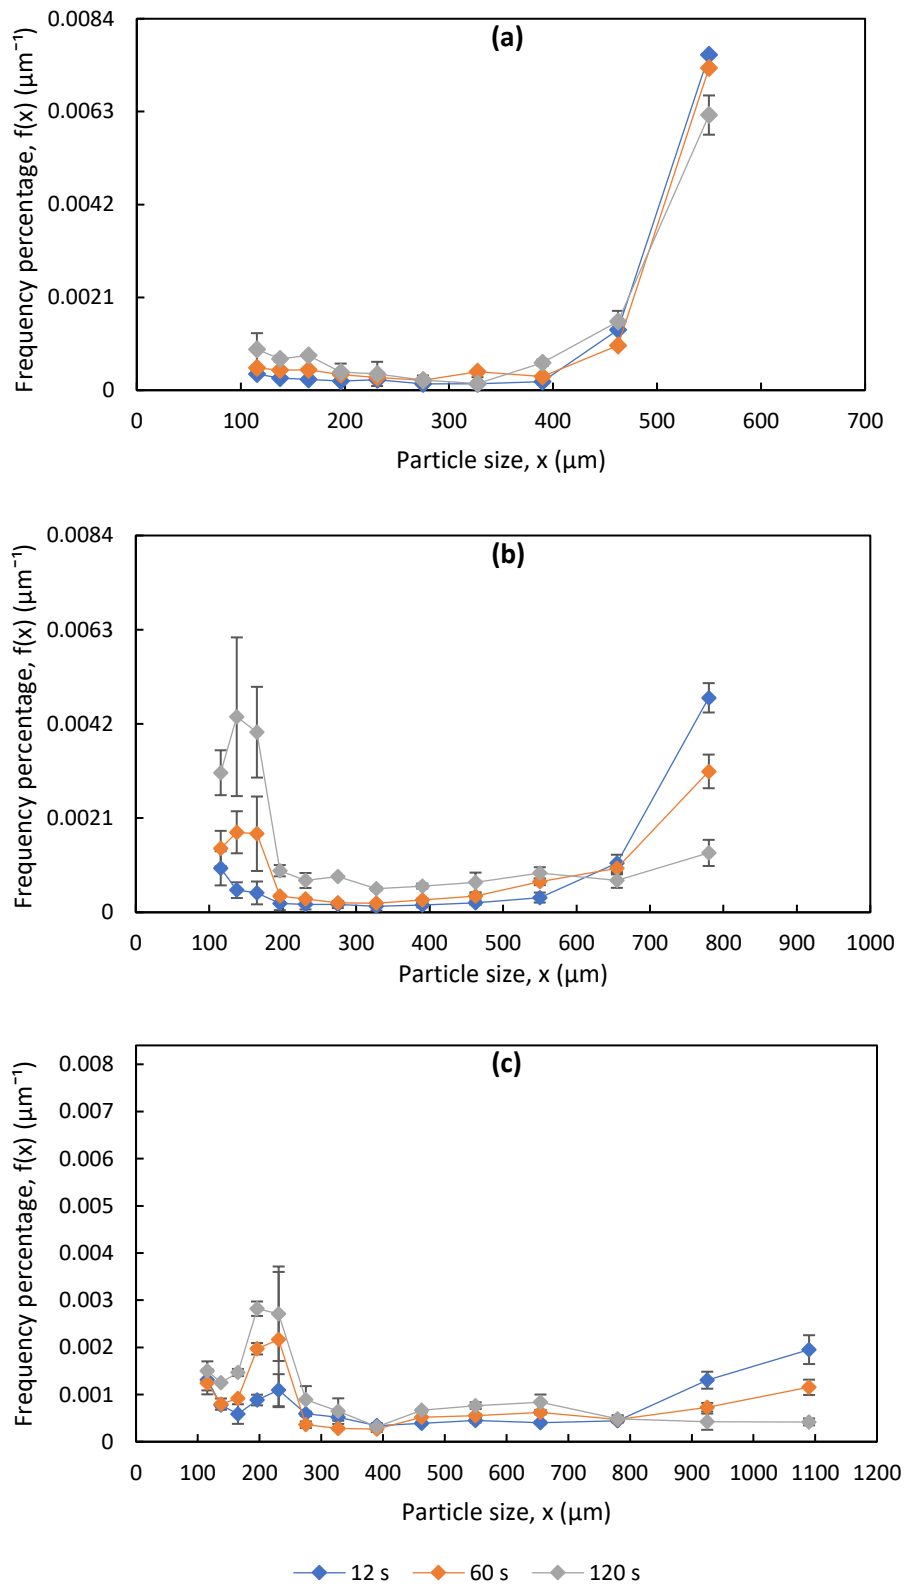 (a)
Frequency percentage, f(x) (µm⁻¹)
0.0084
0.0063
0.0042
0.0021
0
0 100 200 300 400 500 600 700
Particle size, x (µm)
(b)
Frequency percentage, f(x) (µm⁻¹)
0.0084
0.0063
0.0042
0.0021
0
0 100 200 300 400 500 600 700 800 900 1000
Particle size, x (µm)
(c)
Frequency percentage, f(x) (µm⁻¹)
0.008
0.007
0.006
0.005
0.004
0.003
0.002
0.001
0
0 100 200 300 400 500 600 700 800 900 1000 1100 1200
Particle size, x (µm)
12 s 60 s 120 s